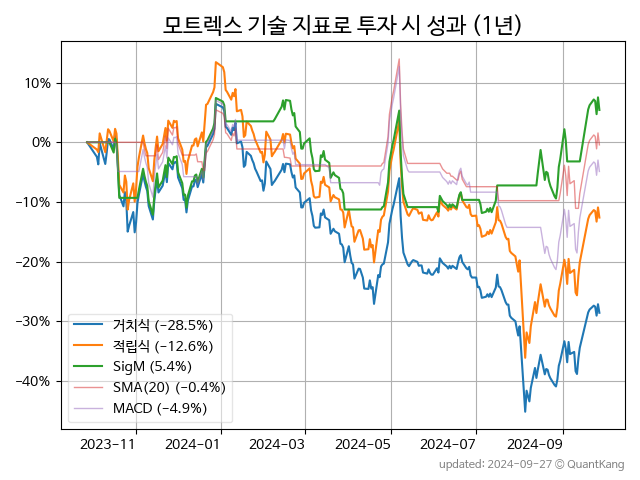 모트렉스 기술 지표로 투자 시 성과 (1년)
10%
0%
−10%
−20%
−30%
−40%
거치식 (−28.5%)
적립식 (−12.6%)
SigM (5.4%)
SMA(20) (−0.4%)
MACD (−4.9%)
2023-11 2024-01 2024-03 2024-05 2024-07 2024-09
updated: 2024-09-27 © QuantKang